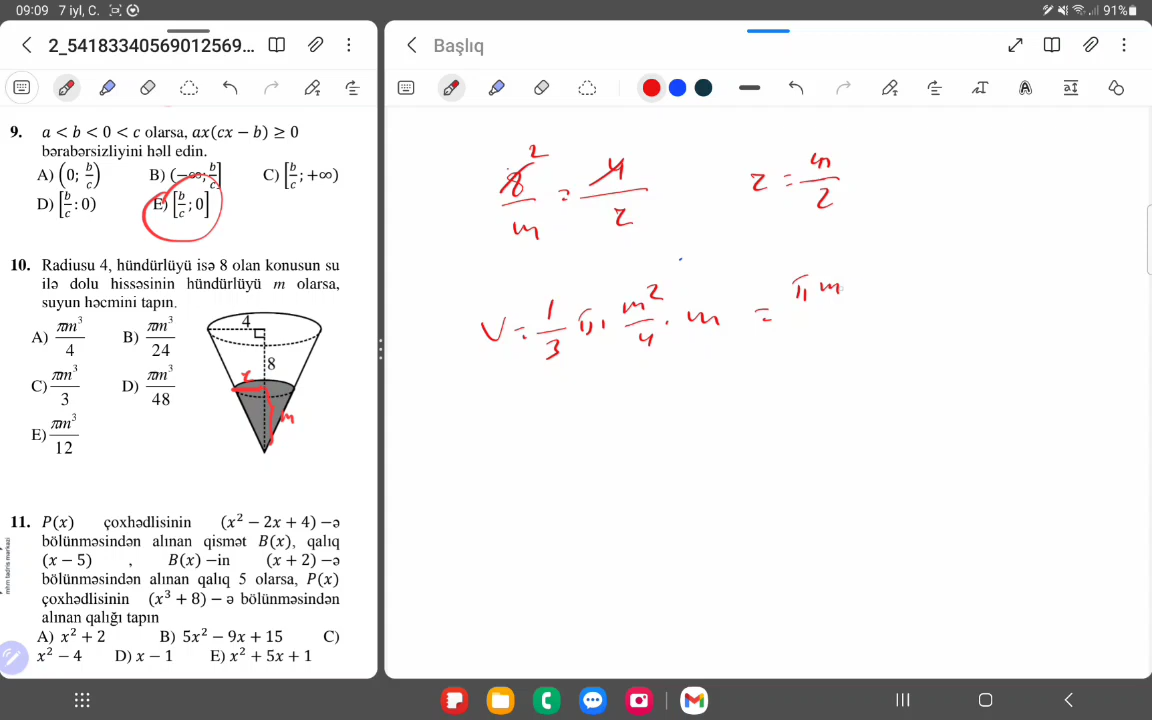 09:09 7 iyl, C. 91%
2_54183340569012569...
Başlıq
9. a < b < 0 < c olarsa, ax(cx − b) ≥ 0
bərabərsizliyini həll edin.
A) (0; b/c) B) (−∞; b/c] C) [b/c; +∞)
D) [b/c; 0) E) [b/c; 0]
10. Radiusu 4, hündürlüyü isə 8 olan konusun su
ilə dolu hissəsinin hündürlüyü m olarsa,
suyun həcmini tapın.
A) πm³/4 B) πm³/24
C) πm³/3 D) πm³/48
E) πm³/12
4
8
r
m
11. P(x) çoxhədlisinin (x² − 2x + 4) −ə
bölünməsindən alınan qismət B(x), qalıq
(x − 5) , B(x) −in (x + 2) −ə
bölünməsindən alınan qalıq 5 olarsa, P(x)
çoxhədlisinin (x³ + 8) − ə bölünməsindən
alınan qalığı tapın
A) x² + 2 B) 5x² − 9x + 15 C)
x² − 4 D) x − 1 E) x² + 5x + 1
8/m = 4/r 2 r = m/2
V = 1/3 π · m²/4 · m = πm